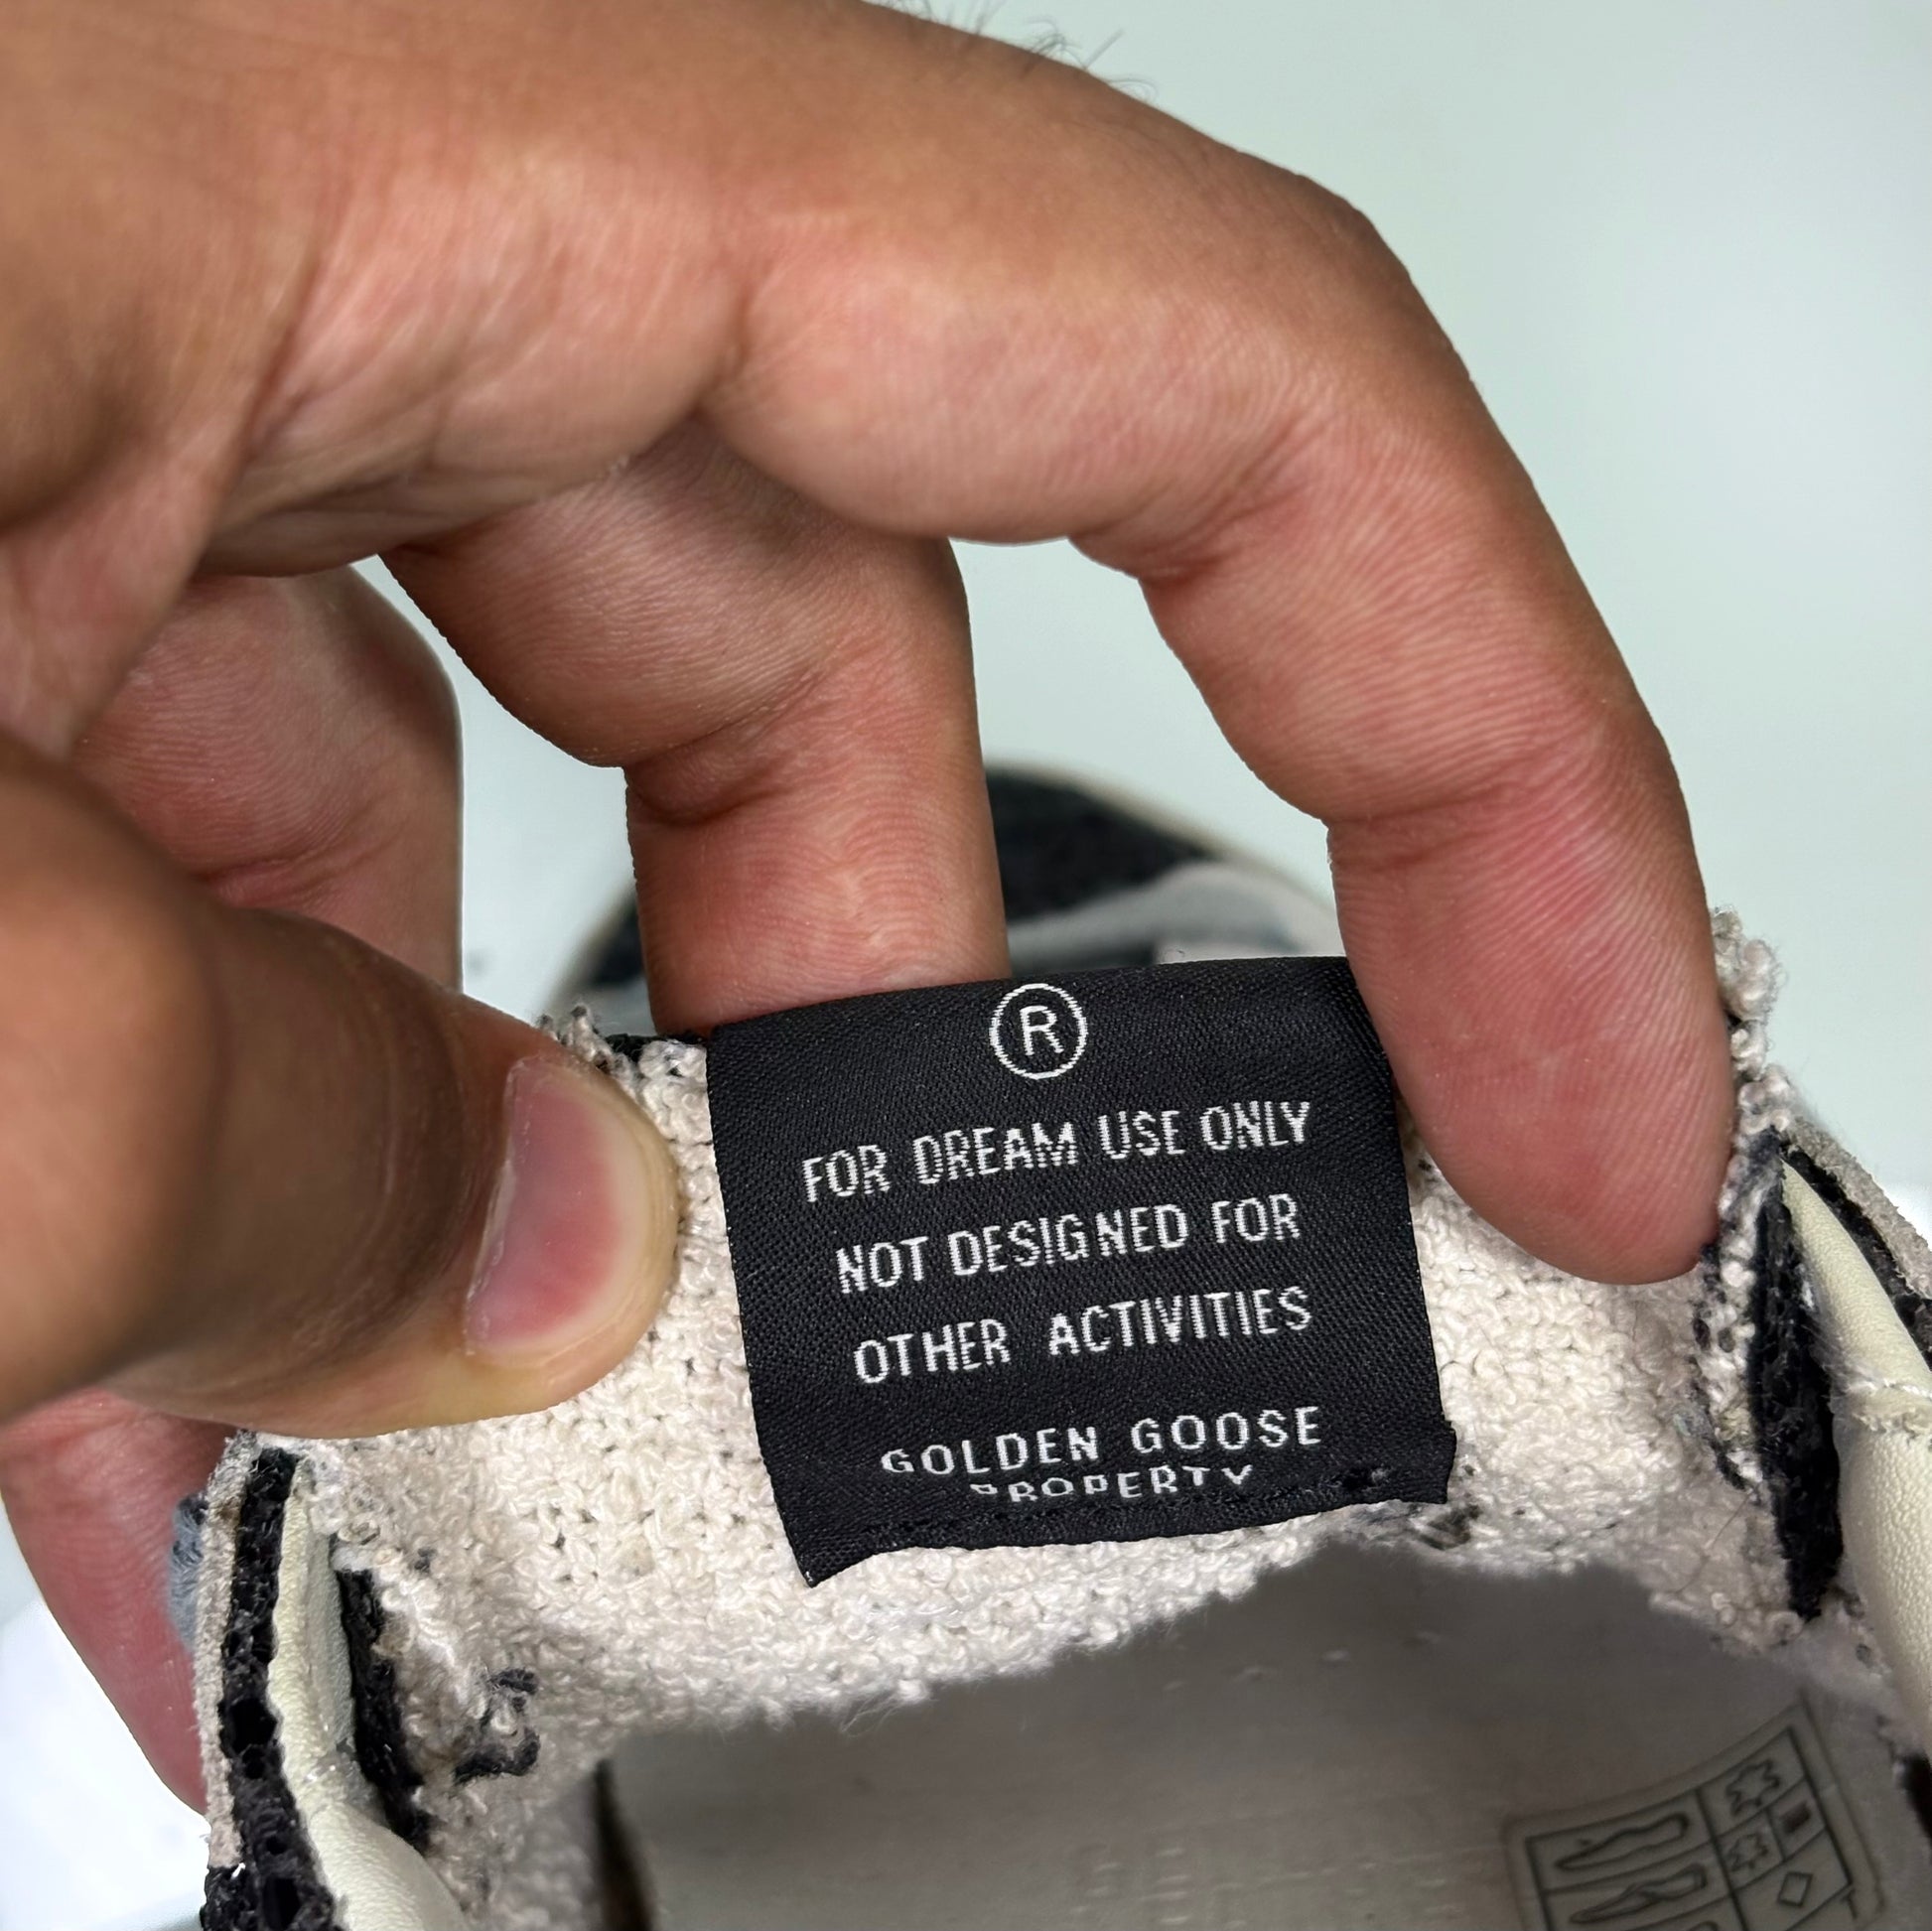 ®
FOR DREAM USE ONLY
NOT DESIGNED FOR
OTHER ACTIVITIES
GOLDEN GOOSE
PROPERTY